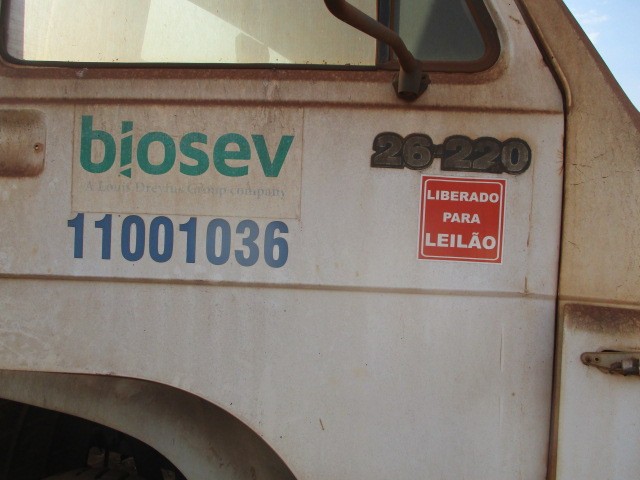 biosev
A Louis Dreyfus Group company
11001036
26-220
LIBERADO
PARA
LEILÃO